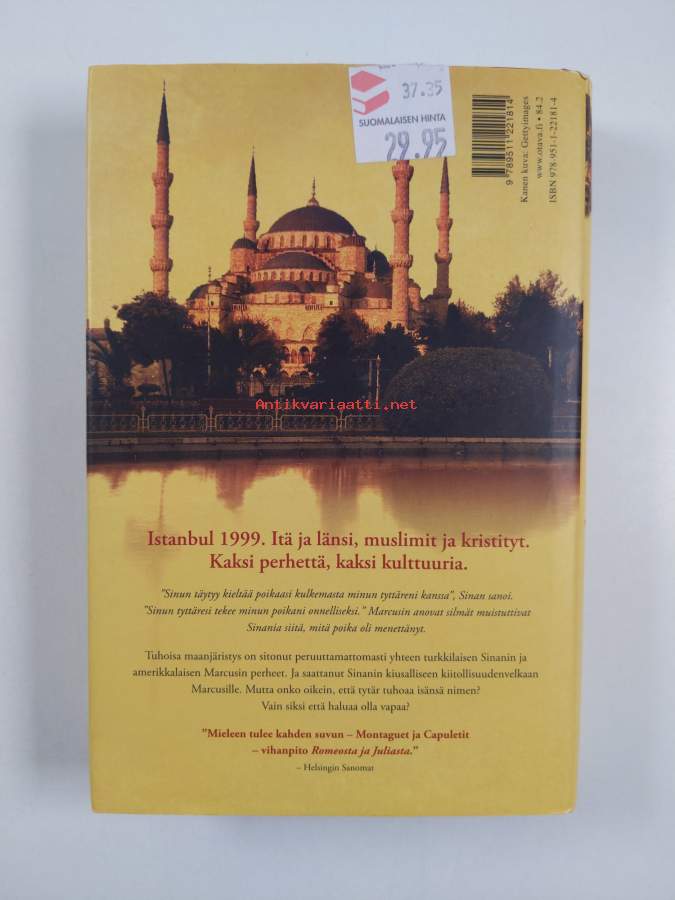 37.35
SUOMALAISEN HINTA
29.95
9 789511 221814
Kanen kuva: Gettyimages
www.otava.fi • 84.2
ISBN 978-951-1-22181-4
Antikvariaatti.net
Istanbul 1999. Itä ja länsi, muslimit ja kristityt.
Kaksi perhettä, kaksi kulttuuria.
"Sinun täytyy kieltää poikaasi kulkemasta minun tyttäreni kanssa", Sinan sanoi.
"Sinun tyttäresi tekee minun poikani onnelliseksi." Marcusin anovat silmät muistuttivat
Sinania siitä, mitä poika oli menettänyt.
Tuhoisa maanjäristys on sitonut peruuttamattomasti yhteen turkkilaisen Sinanin ja
amerikkalaisen Marcusin perheet. Ja saattanut Sinanin kiusalliseen kiitollisuudenvelkaan
Marcusille. Mutta onko oikein, että tytär tuhoaa isänsä nimen?
Vain siksi että haluaa olla vapaa?
"Mieleen tulee kahden suvun – Montaguet ja Capuletit
– vihanpito Romeosta ja Juliasta."
– Helsingin Sanomat